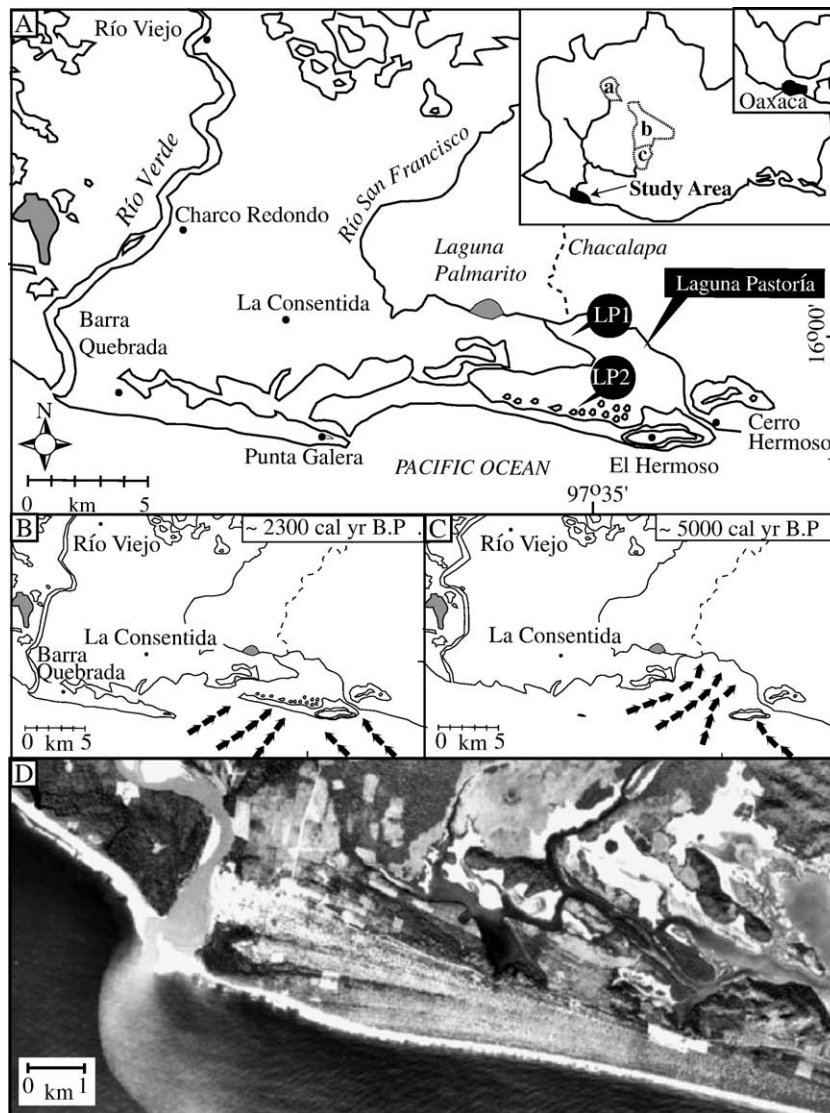 A
Río Viejo
Río Verde
Charco Redondo
Río San Francisco
La Consentida
Barra
Quebrada
Punta Galera
PACIFIC OCEAN
El Hermoso
Cerro
Hermoso
Laguna
Palmarito
Chacalapa
Laguna Pastoría
LP1
LP2
a
b
c
Study Area
Oaxaca
16°00'
97°35'
N
0 km 5
B
~ 2300 cal yr B.P
Río Viejo
La Consentida
Barra
Quebrada
0 km 5
C
~ 5000 cal yr B.P
Río Viejo
La Consentida
0 km 5
D
0 km 1